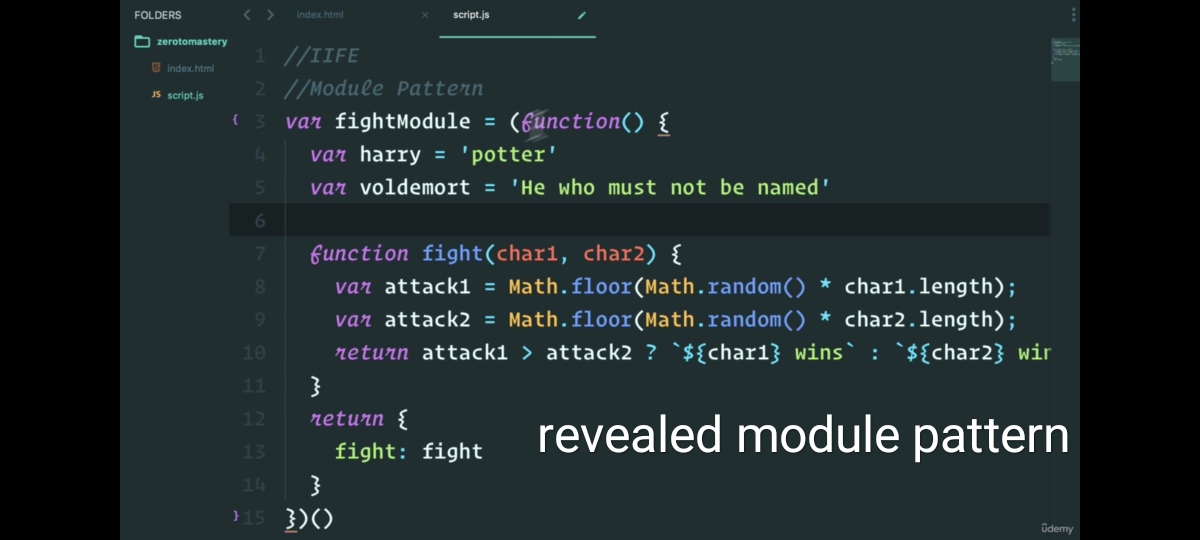 FOLDERS
zerotomastery
index.html
JS script.js
index.html ×
script.js
1 //IIFE
2 //Module Pattern
{ 3 var fightModule = (function() {
4 var harry = 'potter'
5 var voldemort = 'He who must not be named'
6
7 function fight(char1, char2) {
8 var attack1 = Math.floor(Math.random() * char1.length);
9 var attack2 = Math.floor(Math.random() * char2.length);
10 return attack1 > attack2 ? `${char1} wins` : `${char2} win
11 }
12 return {
13 fight: fight
14 }
} 15 })()
revealed module pattern
ûdemy